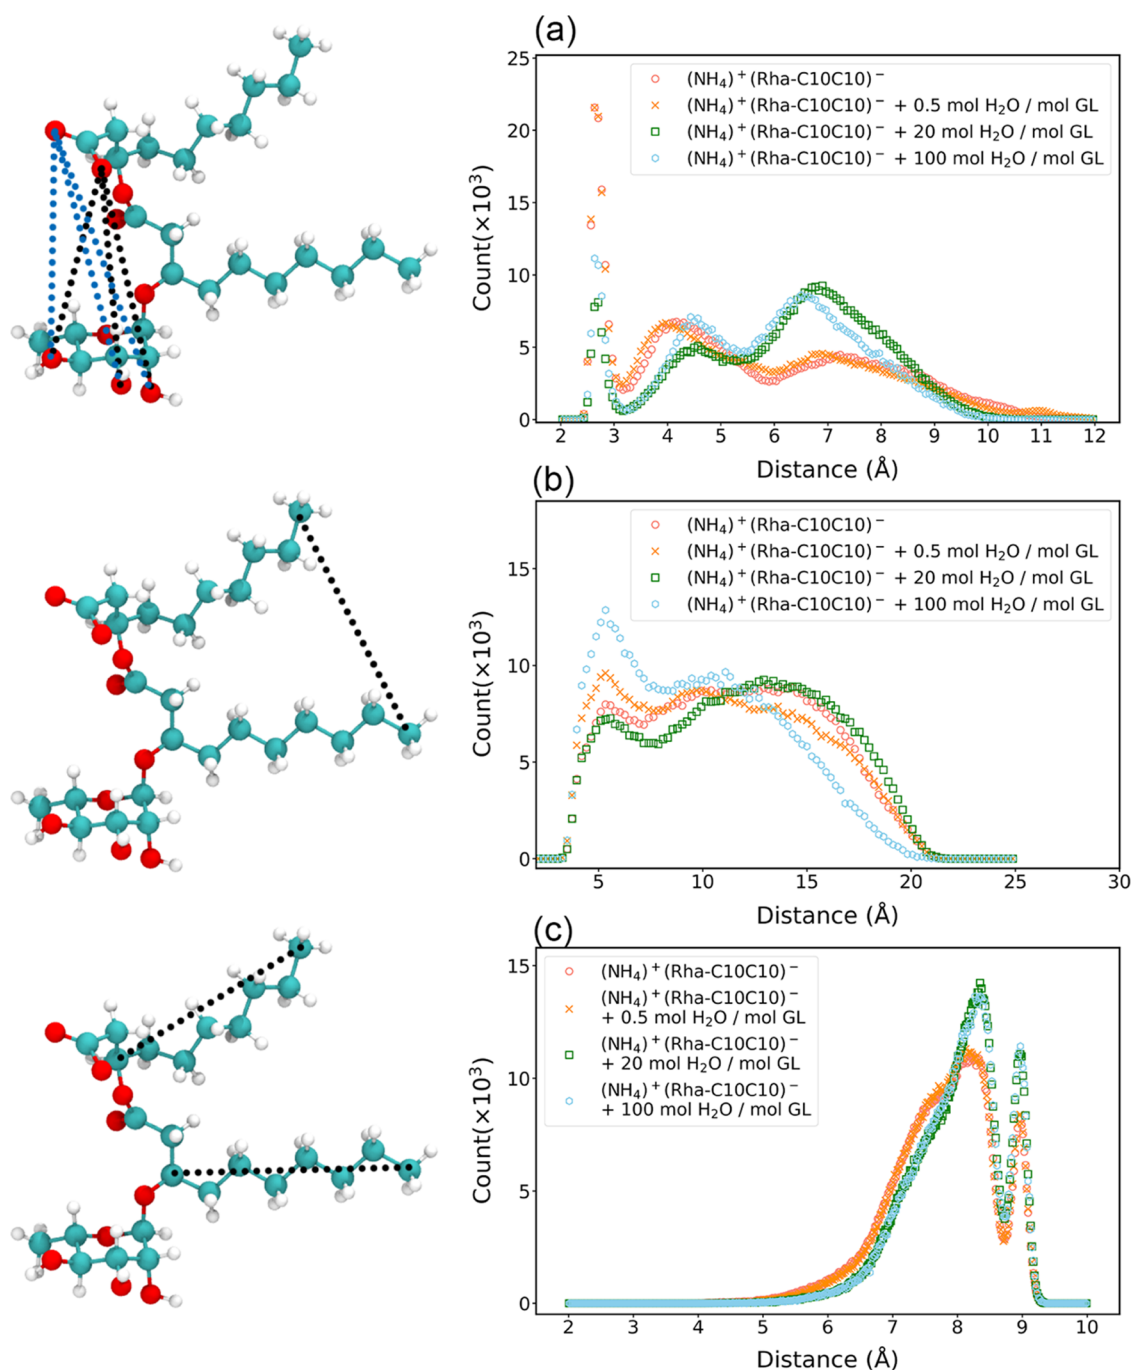 (a)
25
20
15
10
5
0
Count(×10³)
(NH₄)⁺(Rha-C10C10)⁻
(NH₄)⁺(Rha-C10C10)⁻ + 0.5 mol H₂O / mol GL
(NH₄)⁺(Rha-C10C10)⁻ + 20 mol H₂O / mol GL
(NH₄)⁺(Rha-C10C10)⁻ + 100 mol H₂O / mol GL
2 3 4 5 6 7 8 9 10 11 12
Distance (Å)
(b)
15
10
5
0
Count(×10³)
(NH₄)⁺(Rha-C10C10)⁻
(NH₄)⁺(Rha-C10C10)⁻ + 0.5 mol H₂O / mol GL
(NH₄)⁺(Rha-C10C10)⁻ + 20 mol H₂O / mol GL
(NH₄)⁺(Rha-C10C10)⁻ + 100 mol H₂O / mol GL
5 10 15 20 25 30
Distance (Å)
(c)
15
10
5
0
Count(×10³)
(NH₄)⁺(Rha-C10C10)⁻
(NH₄)⁺(Rha-C10C10)⁻
+ 0.5 mol H₂O / mol GL
(NH₄)⁺(Rha-C10C10)⁻
+ 20 mol H₂O / mol GL
(NH₄)⁺(Rha-C10C10)⁻
+ 100 mol H₂O / mol GL
2 3 4 5 6 7 8 9 10
Distance (Å)